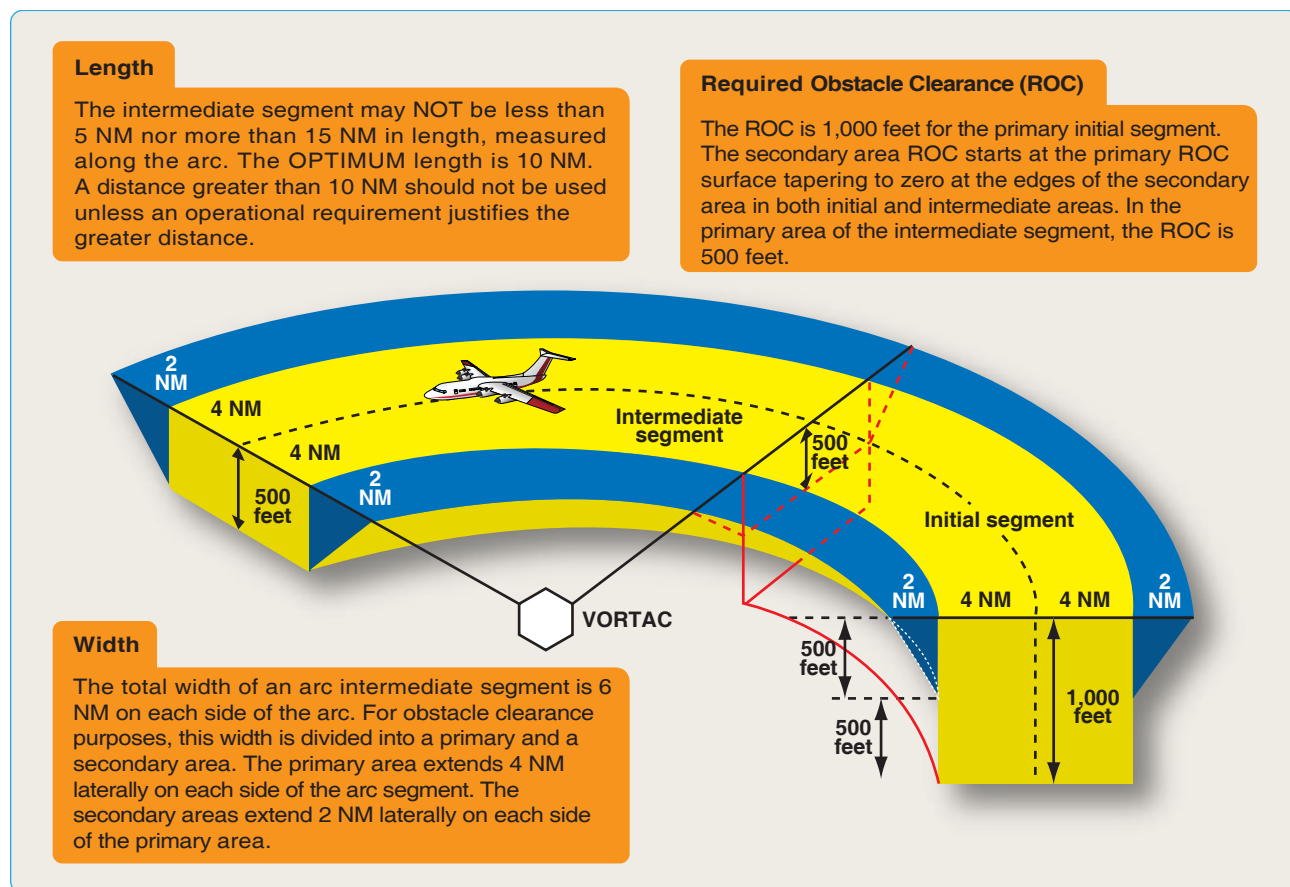 Length
The intermediate segment may NOT be less than
5 NM nor more than 15 NM in length, measured
along the arc. The OPTIMUM length is 10 NM.
A distance greater than 10 NM should not be used
unless an operational requirement justifies the
greater distance.
Required Obstacle Clearance (ROC)
The ROC is 1,000 feet for the primary initial segment.
The secondary area ROC starts at the primary ROC
surface tapering to zero at the edges of the secondary
area in both initial and intermediate areas. In the
primary area of the intermediate segment, the ROC is
500 feet.
2
NM
4 NM
4 NM
2
NM
500
feet
Intermediate
segment
500
feet
Initial segment
2
NM
4 NM
4 NM
2
NM
VORTAC
500
feet
500
feet
1,000
feet
Width
The total width of an arc intermediate segment is 6
NM on each side of the arc. For obstacle clearance
purposes, this width is divided into a primary and a
secondary area. The primary area extends 4 NM
laterally on each side of the arc segment. The
secondary areas extend 2 NM laterally on each side
of the primary area.